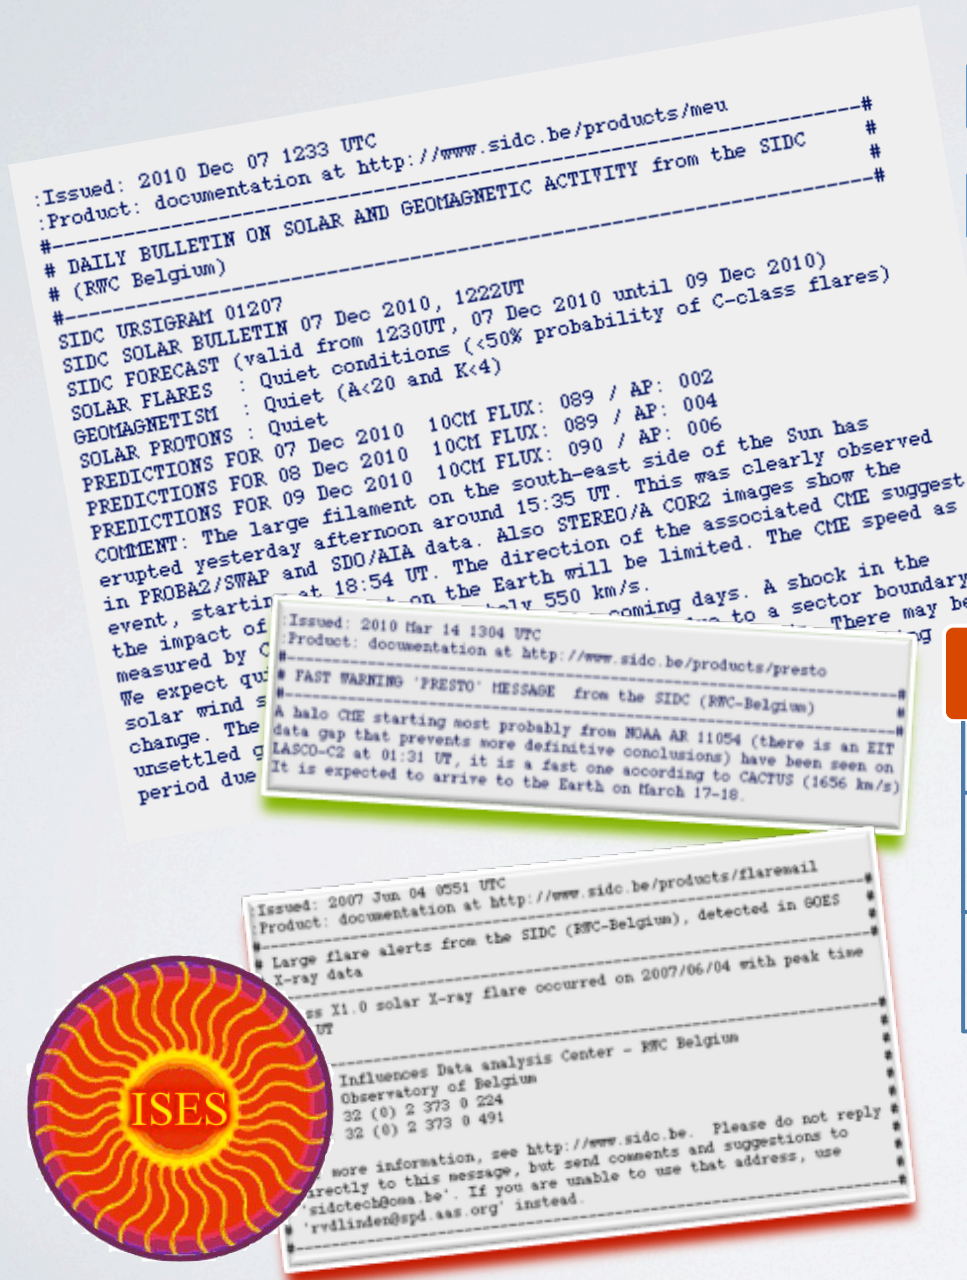 :Issued: 2010 Dec 07 1233 UTC
:Product: documentation at http://www.sidc.be/products/meu
#--------------------------------------------------------------------#
# DAILY BULLETIN ON SOLAR AND GEOMAGNETIC ACTIVITY from the SIDC #
# (RWC Belgium) #
#--------------------------------------------------------------------#
SIDC URSIGRAM 01207
SIDC SOLAR BULLETIN 07 Dec 2010, 1222UT
SIDC FORECAST (valid from 1230UT, 07 Dec 2010 until 09 Dec 2010)
SOLAR FLARES : Quiet conditions (<50% probability of C-class flares)
GEOMAGNETISM : Quiet (A<20 and K<4)
SOLAR PROTONS : Quiet
PREDICTIONS FOR 07 Dec 2010 10CM FLUX: 089 / AP: 002
PREDICTIONS FOR 08 Dec 2010 10CM FLUX: 089 / AP: 004
PREDICTIONS FOR 09 Dec 2010 10CM FLUX: 090 / AP: 006
COMMENT: The large filament on the south-east side of the Sun has
erupted yesterday afternoon around 15:35 UT. This was clearly observed
in PROBA2/SWAP and SDO/AIA data. Also STEREO/A COR2 images show the
event, starting at 18:54 UT. The direction of the associated CME suggest
the impact of on the Earth will be limited. The CME speed as
measured by 550 km/s.
We expect coming days. A shock in the
solar wind to a sector boundary
change. The There may be
unsettled
period due
:Issued: 2010 Mar 14 1304 UTC
:Product: documentation at http://www.sidc.be/products/presto
#--------------------------------------------------------------------#
# FAST WARNING 'PRESTO' MESSAGE from the SIDC (RWC-Belgium) #
#--------------------------------------------------------------------#
A halo CME starting most probably from NOAA AR 11054 (there is an EIT
data gap that prevents more definitive conclusions) have been seen on
LASCO-C2 at 01:31 UT, it is a fast one according to CACTUS (1656 km/s)
It is expected to arrive to the Earth on March 17-18.
:Issued: 2007 Jun 04 0551 UTC
:Product: documentation at http://www.sidc.be/products/flaremail
#--------------------------------------------------------------------#
# Large flare alerts from the SIDC (RWC-Belgium), detected in GOES #
# X-ray data #
#--------------------------------------------------------------------#
ss X1.0 solar X-ray flare occurred on 2007/06/04 with peak time
UT
--------------------------------------------------------------------#
Influences Data analysis Center - RWC Belgium #
Observatory of Belgium #
32 (0) 2 373 0 224 #
32 (0) 2 373 0 491 #
#
more information, see http://www.sidc.be. Please do not reply #
directly to this message, but send comments and suggestions to #
'sidctech@oma.be'. If you are unable to use that address, use #
# 'rvdlinden@spd.aas.org' instead. #
#--------------------------------------------------------------------#
ISES